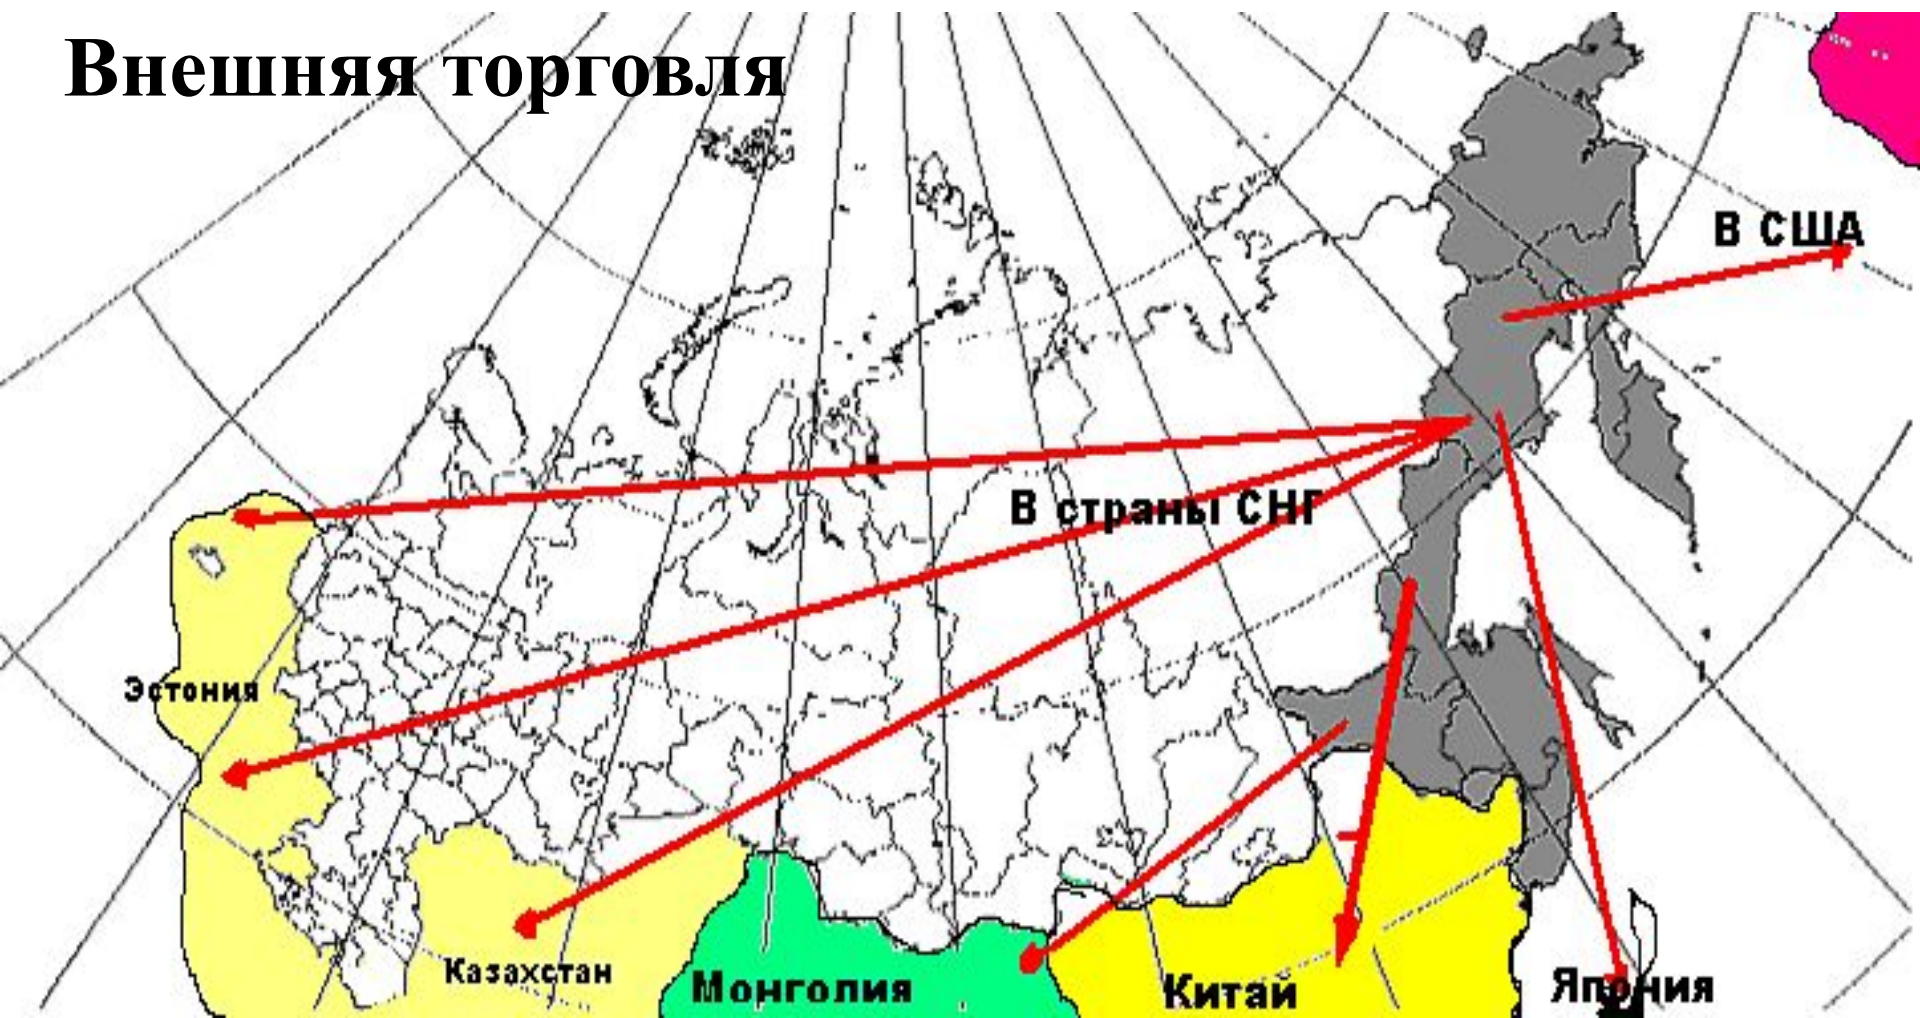 Внешняя торговля
В США
В страны СНГ
Эстония
Казахстан
Монголия
Китай
Япония